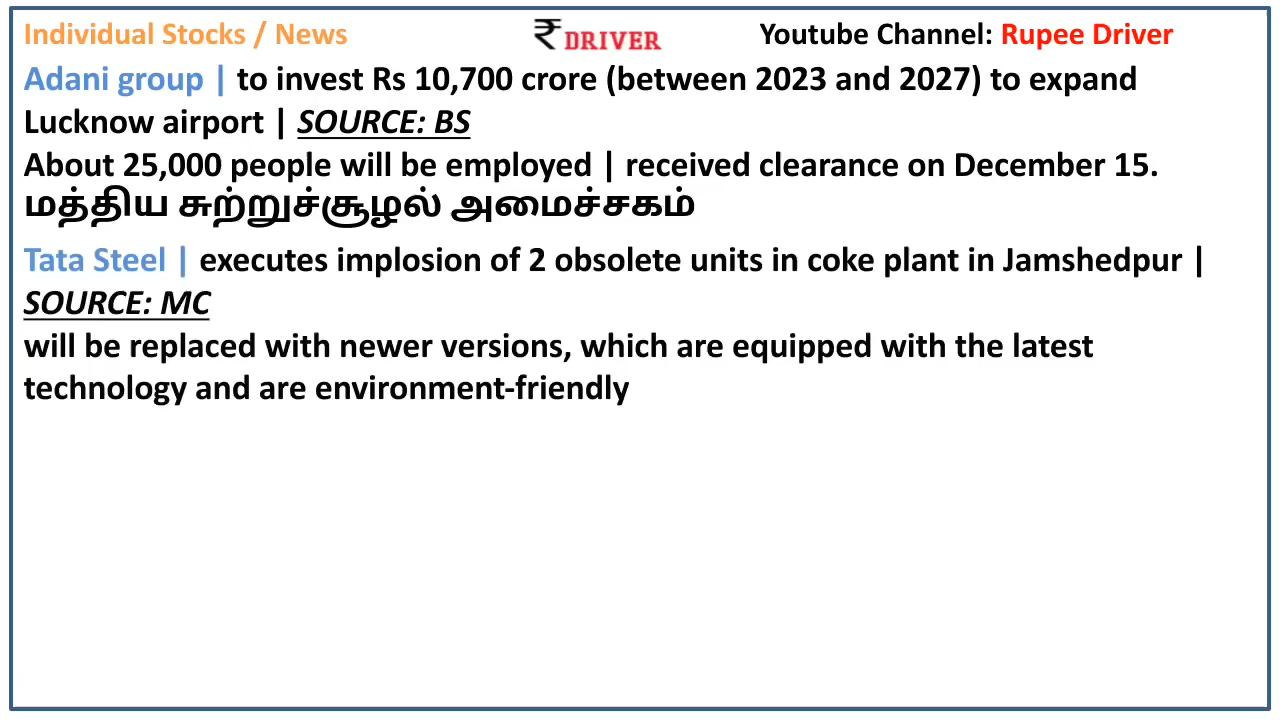 Individual Stocks / News ₹ DRIVER Youtube Channel: Rupee Driver
Adani group | to invest Rs 10,700 crore (between 2023 and 2027) to expand
Lucknow airport | SOURCE: BS
About 25,000 people will be employed | received clearance on December 15.
மத்திய சுற்றுச்சூழல் அமைச்சகம்
Tata Steel | executes implosion of 2 obsolete units in coke plant in Jamshedpur |
SOURCE: MC
will be replaced with newer versions, which are equipped with the latest
technology and are environment-friendly